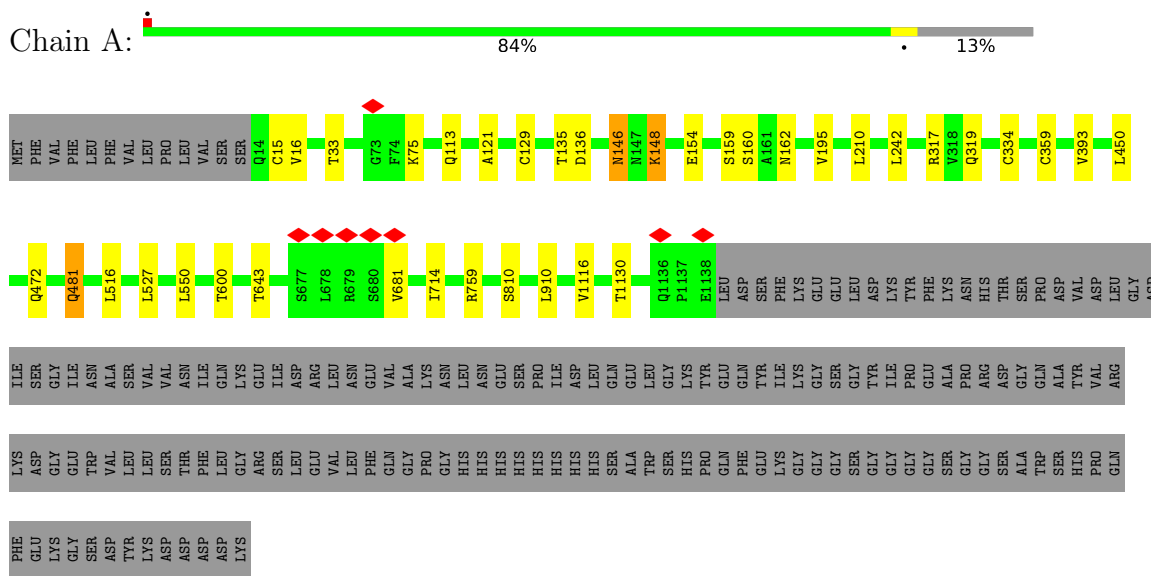 Chain A:
84%
13%
MET PHE VAL PHE LEU PHE VAL LEU PRO LEU VAL SER SER Q14 C15 V16 T33 G73 F74 K75 Q113 A121 C129 T135 D136 N146 N147 K148 E154 S159 S160 A161 N162 V195 L210 L242 R317 V318 Q319 C334 C359 V393 L450
Q472 Q481 L516 L527 L550 T600 T643 S677 L678 R679 S680 V681 I714 R759 S810 L910 V1116 T1130 Q1136 P1137 E1138 LEU ASP SER PHE LYS GLU GLU LEU ASP LYS TYR PHE LYS ASN HIS THR SER PRO ASP VAL ASP LEU GLY ASP
ILE SER GLY ILE ASN ALA SER VAL VAL ASN ILE GLN LYS GLU ILE ASP ARG LEU ASN GLU VAL ALA LYS ASN LEU ASN GLU SER PRO ILE ASP LEU GLN GLU LEU GLY LYS TYR GLU GLN TYR ILE LYS GLY SER GLY TYR ILE PRO GLU ALA PRO ARG ASP GLY GLN ALA TYR VAL ARG
LYS ASP GLY GLU TRP VAL LEU LEU SER THR PHE LEU GLY ARG SER LEU GLU VAL LEU PHE GLN GLY PRO GLY HIS HIS HIS HIS HIS HIS HIS HIS SER ALA TRP SER HIS PRO GLN PHE GLU LYS GLY GLY GLY SER GLY GLY GLY GLY SER GLY GLY SER ALA TRP SER HIS PRO GLN
PHE GLU LYS GLY SER ASP TYR LYS ASP ASP ASP ASP LYS